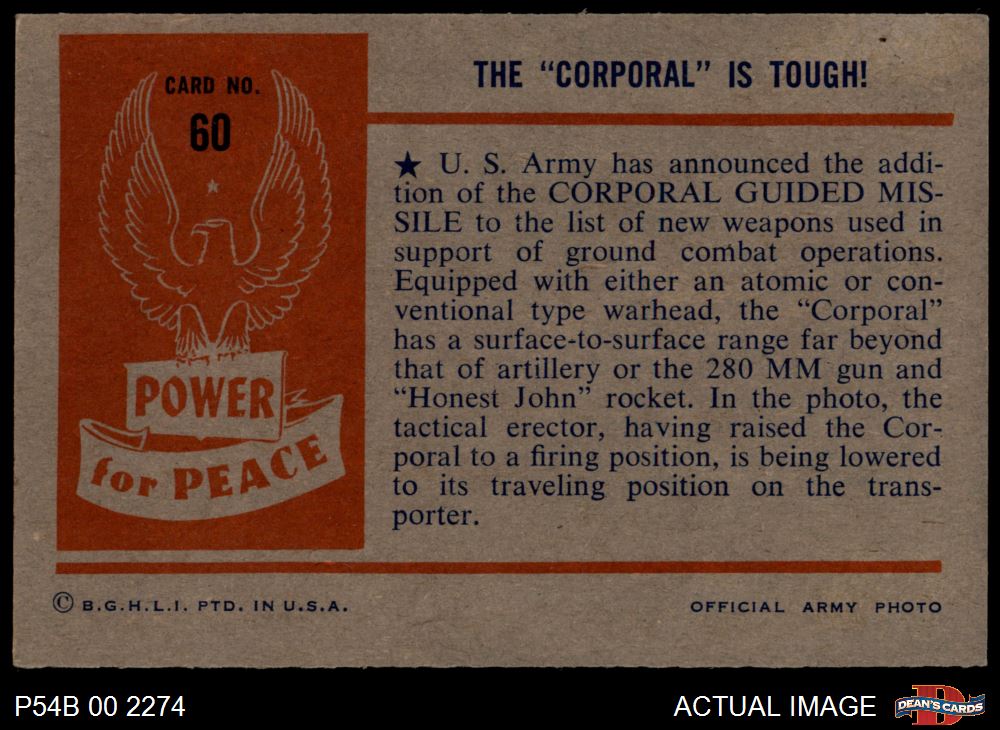 CARD NO.
60
POWER
for PEACE
THE “CORPORAL” IS TOUGH!
★ U. S. Army has announced the addi-
tion of the CORPORAL GUIDED MIS-
SILE to the list of new weapons used in
support of ground combat operations.
Equipped with either an atomic or con-
ventional type warhead, the “Corporal”
has a surface-to-surface range far beyond
that of artillery or the 280 MM gun and
“Honest John” rocket. In the photo, the
tactical erector, having raised the Cor-
poral to a firing position, is being lowered
to its traveling position on the trans-
porter.
© B.G.H.L.I. PTD. IN U.S.A.
OFFICIAL ARMY PHOTO
P54B 00 2274
ACTUAL IMAGE
D
DEAN'S CARDS